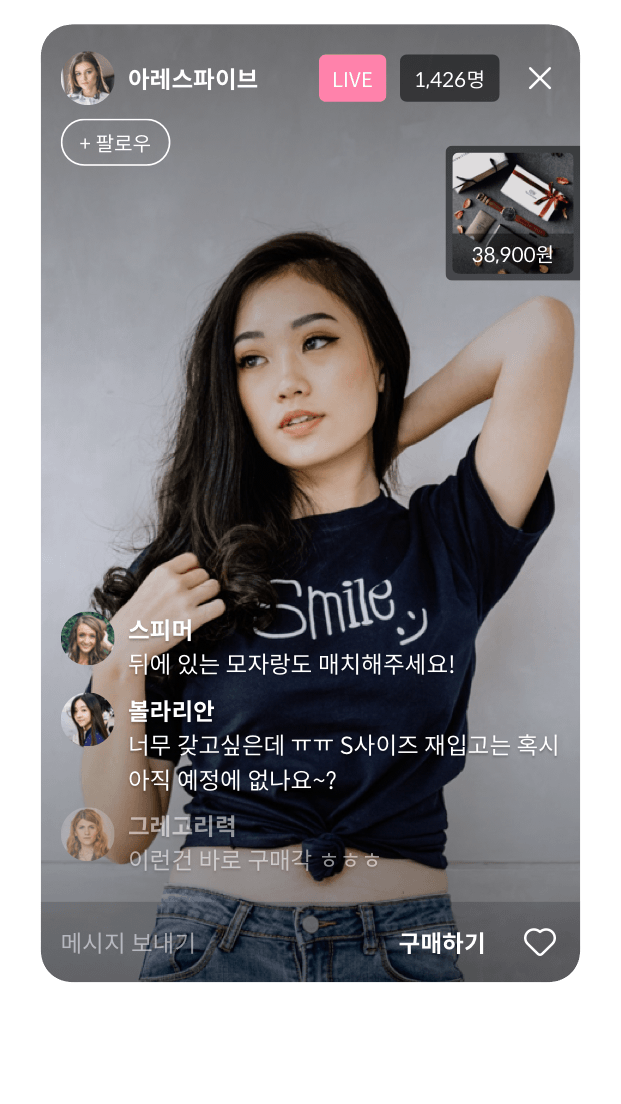 아레스파이브
LIVE
1,426명
+ 팔로우
38,900원
Smile
스피머
뒤에 있는 모자랑도 매치해주세요!
볼라리안
너무 갖고싶은데 ㅠㅠ S사이즈 재입고는 혹시
아직 예정에 없나요~?
그레고리력
이런건 바로 구매각 ㅎㅎㅎ
메시지 보내기
구매하기